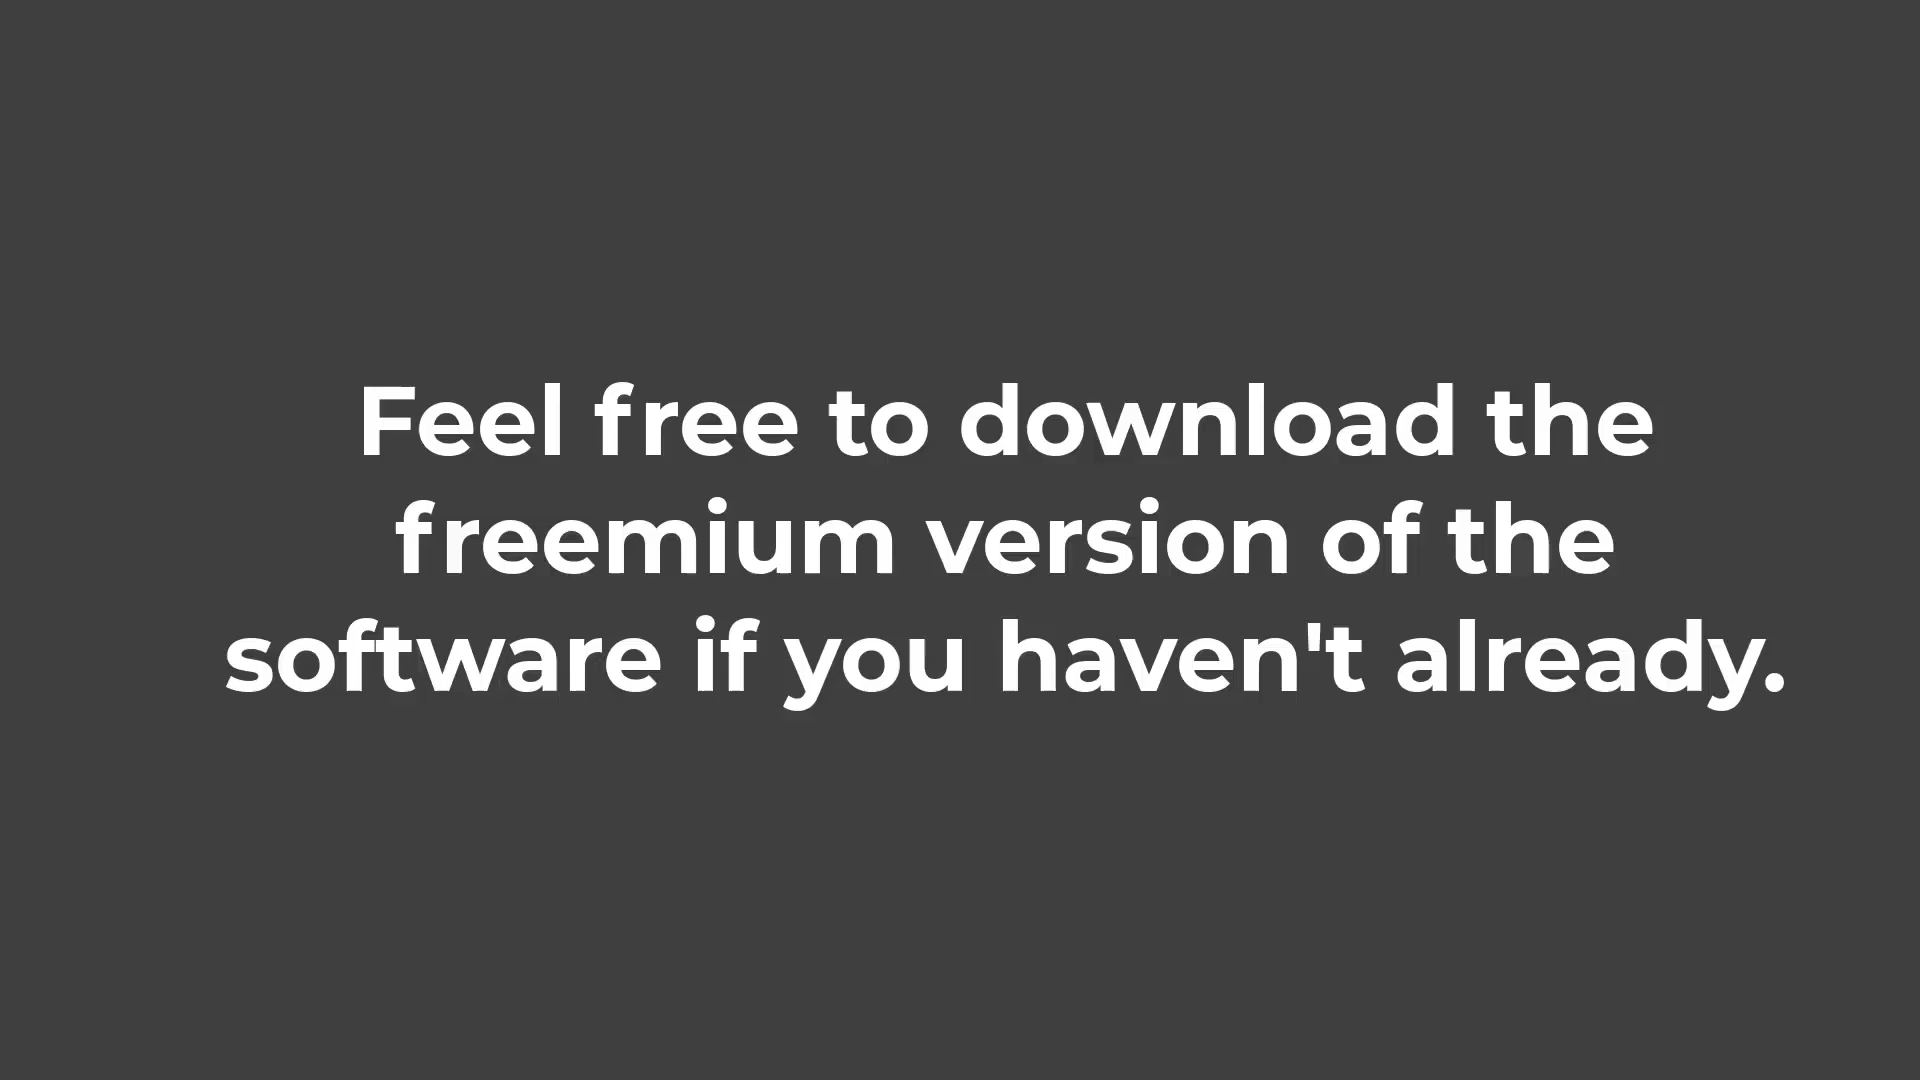 Feel free to download the
freemium version of the
software if you haven't already.